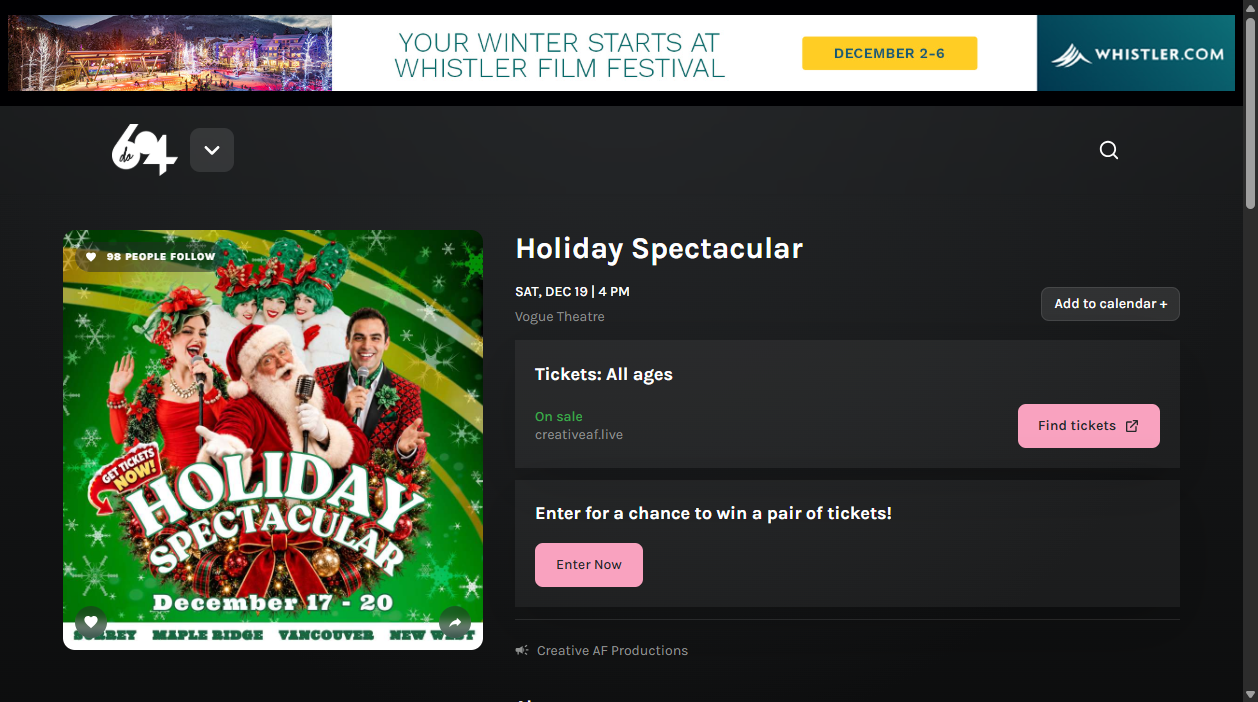 YOUR WINTER STARTS AT
WHISTLER FILM FESTIVAL
DECEMBER 2-6
WHISTLER.COM
do
604
98 PEOPLE FOLLOW
GET TICKETS
NOW!
HOLIDAY
SPECTACULAR
December 17 - 20
MAPLE RIDGE VANCOUVER NEW WEST
Holiday Spectacular
SAT, DEC 19 | 4 PM
Vogue Theatre
Add to calendar +
Tickets: All ages
On sale
creativeaf.live
Find tickets
Enter for a chance to win a pair of tickets!
Enter Now
Creative AF Productions